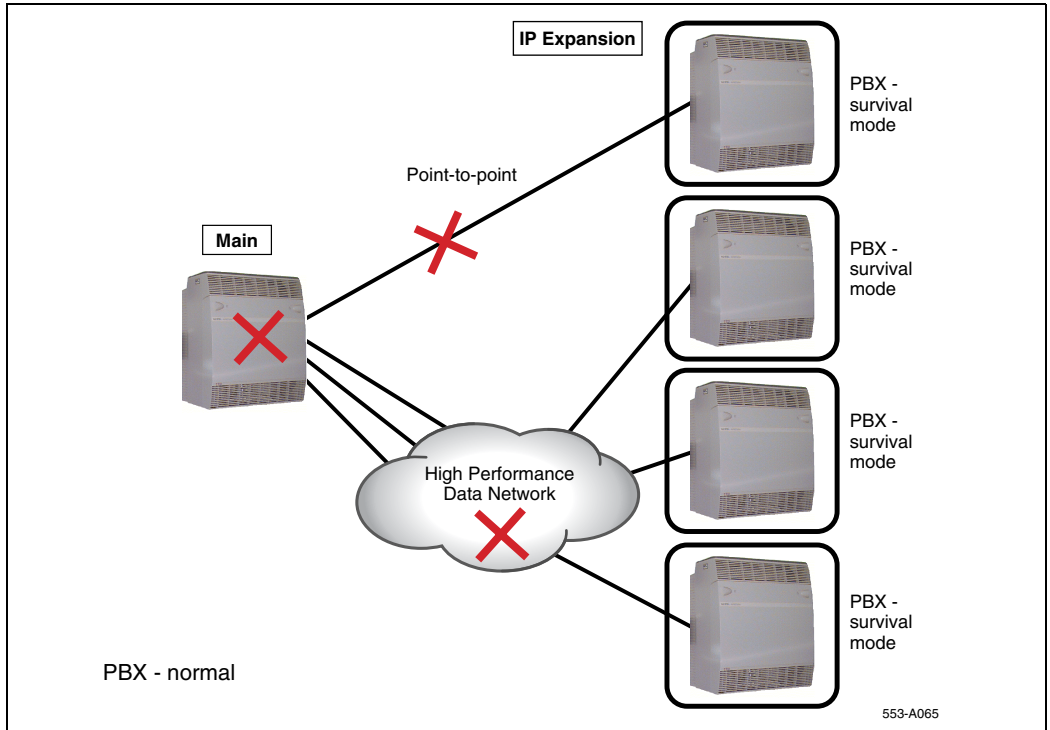 IP Expansion
PBX -
survival
mode
Point-to-point
Main
PBX -
survival
mode
PBX -
survival
mode
High Performance
Data Network
PBX -
survival
mode
PBX - normal
553-A065